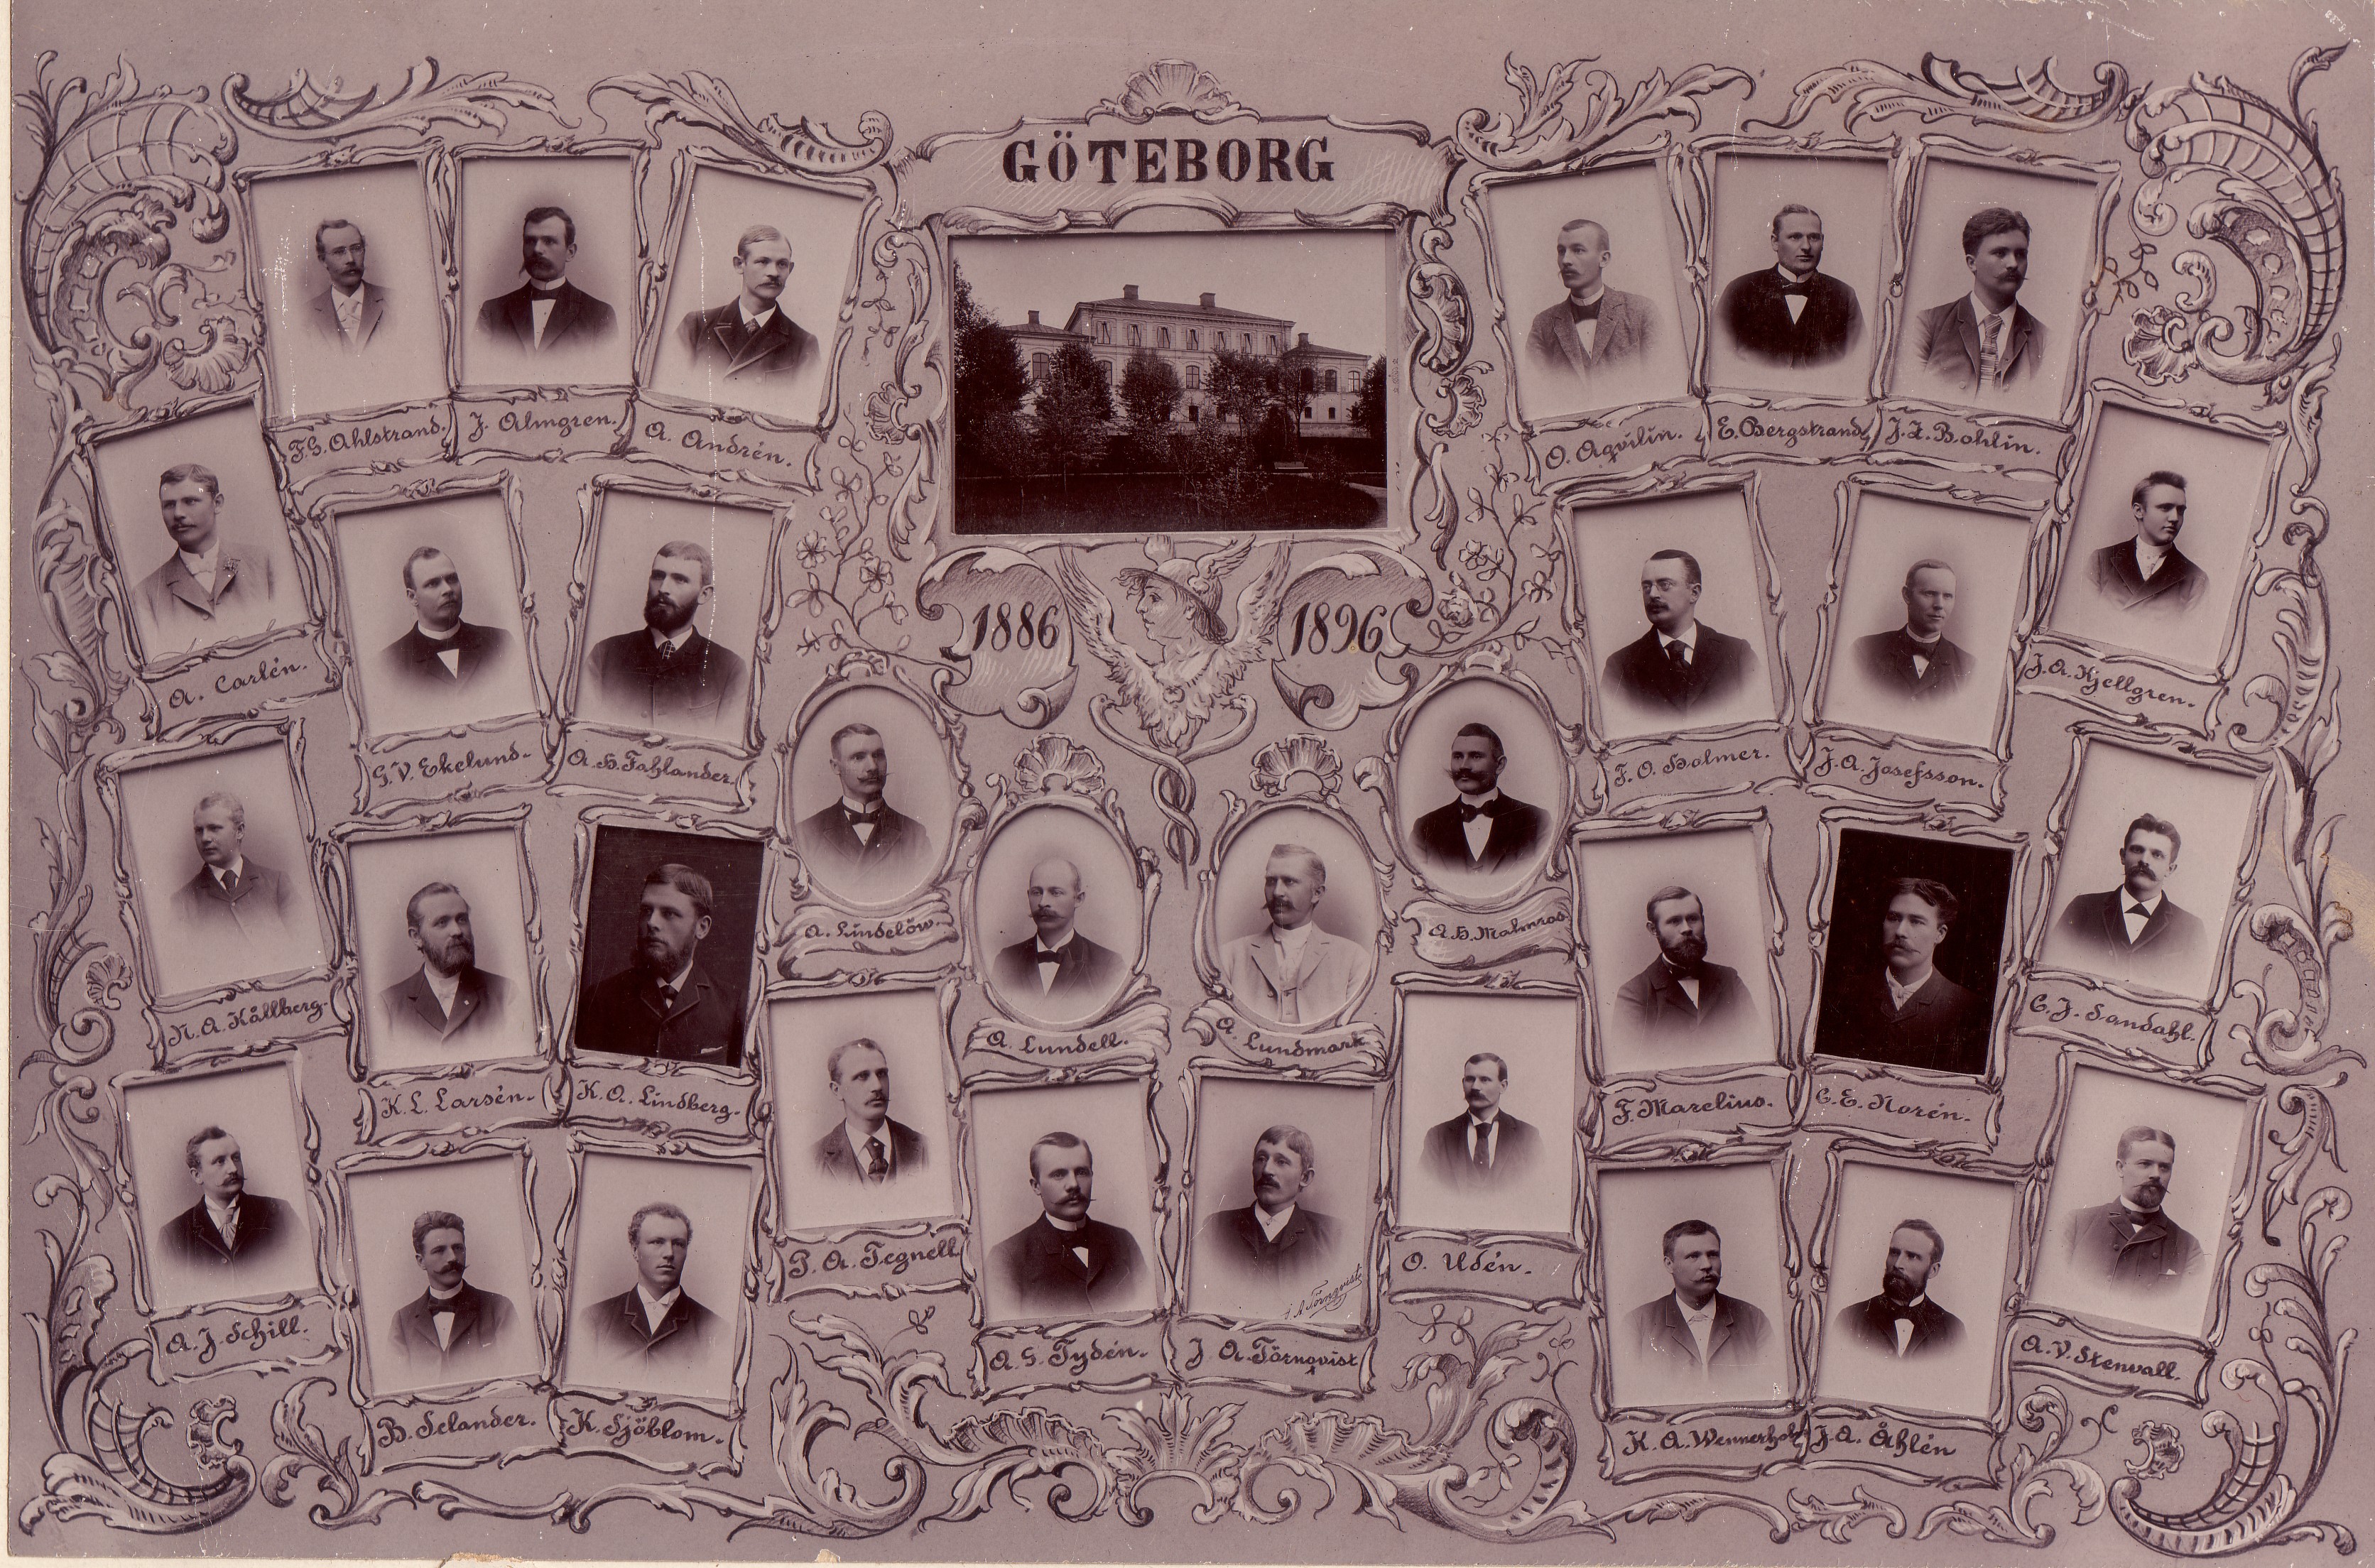 GÖTEBORG
F.G. Ahlstrand.
J. Almgren.
A. Andrén.
O. Aqvilin.
E. Bergstrand.
J.L. Bohlin.
A. Carlén.
G.V. Ekelund.
A.H. Fahlander.
1886
1896
F.O. Holmer.
J.A. Josefsson.
J.A. Kjellgren.
N.A. Källberg.
K.L. Larsén.
K.A. Lindberg.
A. Lindelöw.
A. Lundell.
A. Lundmark.
A.H. Malmros.
F. Marelius.
C.E. Norén.
C.J. Sandahl.
A.J. Schill.
B. Selander.
K. Sjöblom.
P.A. Tegnell
A.G. Tydén.
J A Törnqvist
J A Törnqvist
O. Udén.
K.A. Wennerholm
J.A. Åhlén
A.V. Stenvall.